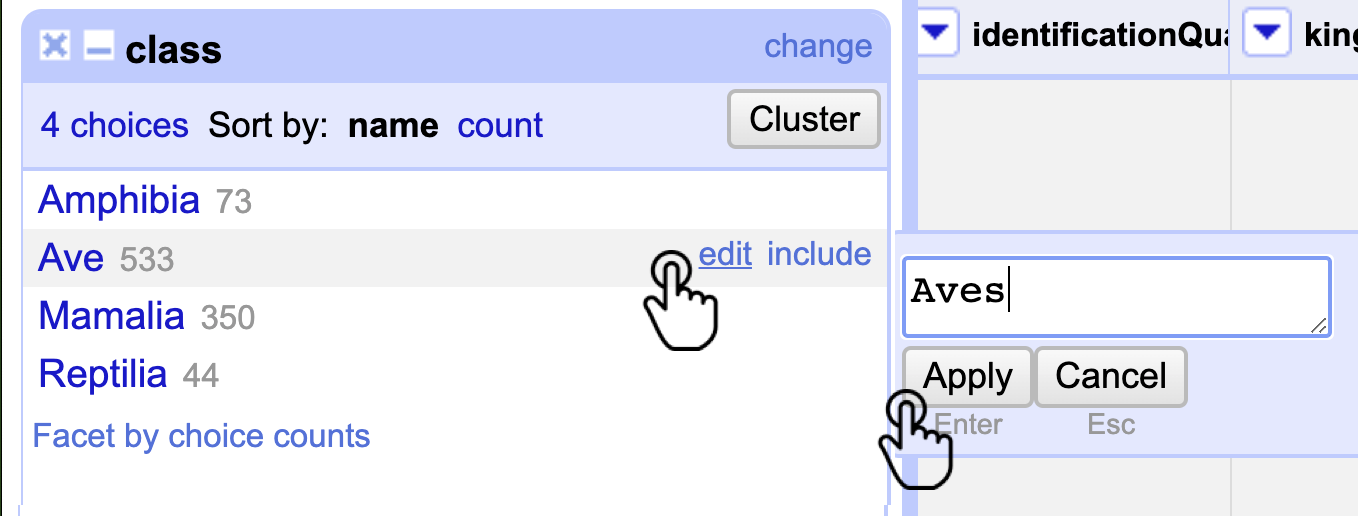 class change
4 choices Sort by: name count Cluster
Amphibia 73
Ave 533 edit include
Mamalia 350
Reptilia 44
Facet by choice counts
identificationQua
king
Aves
Apply Cancel
Enter Esc